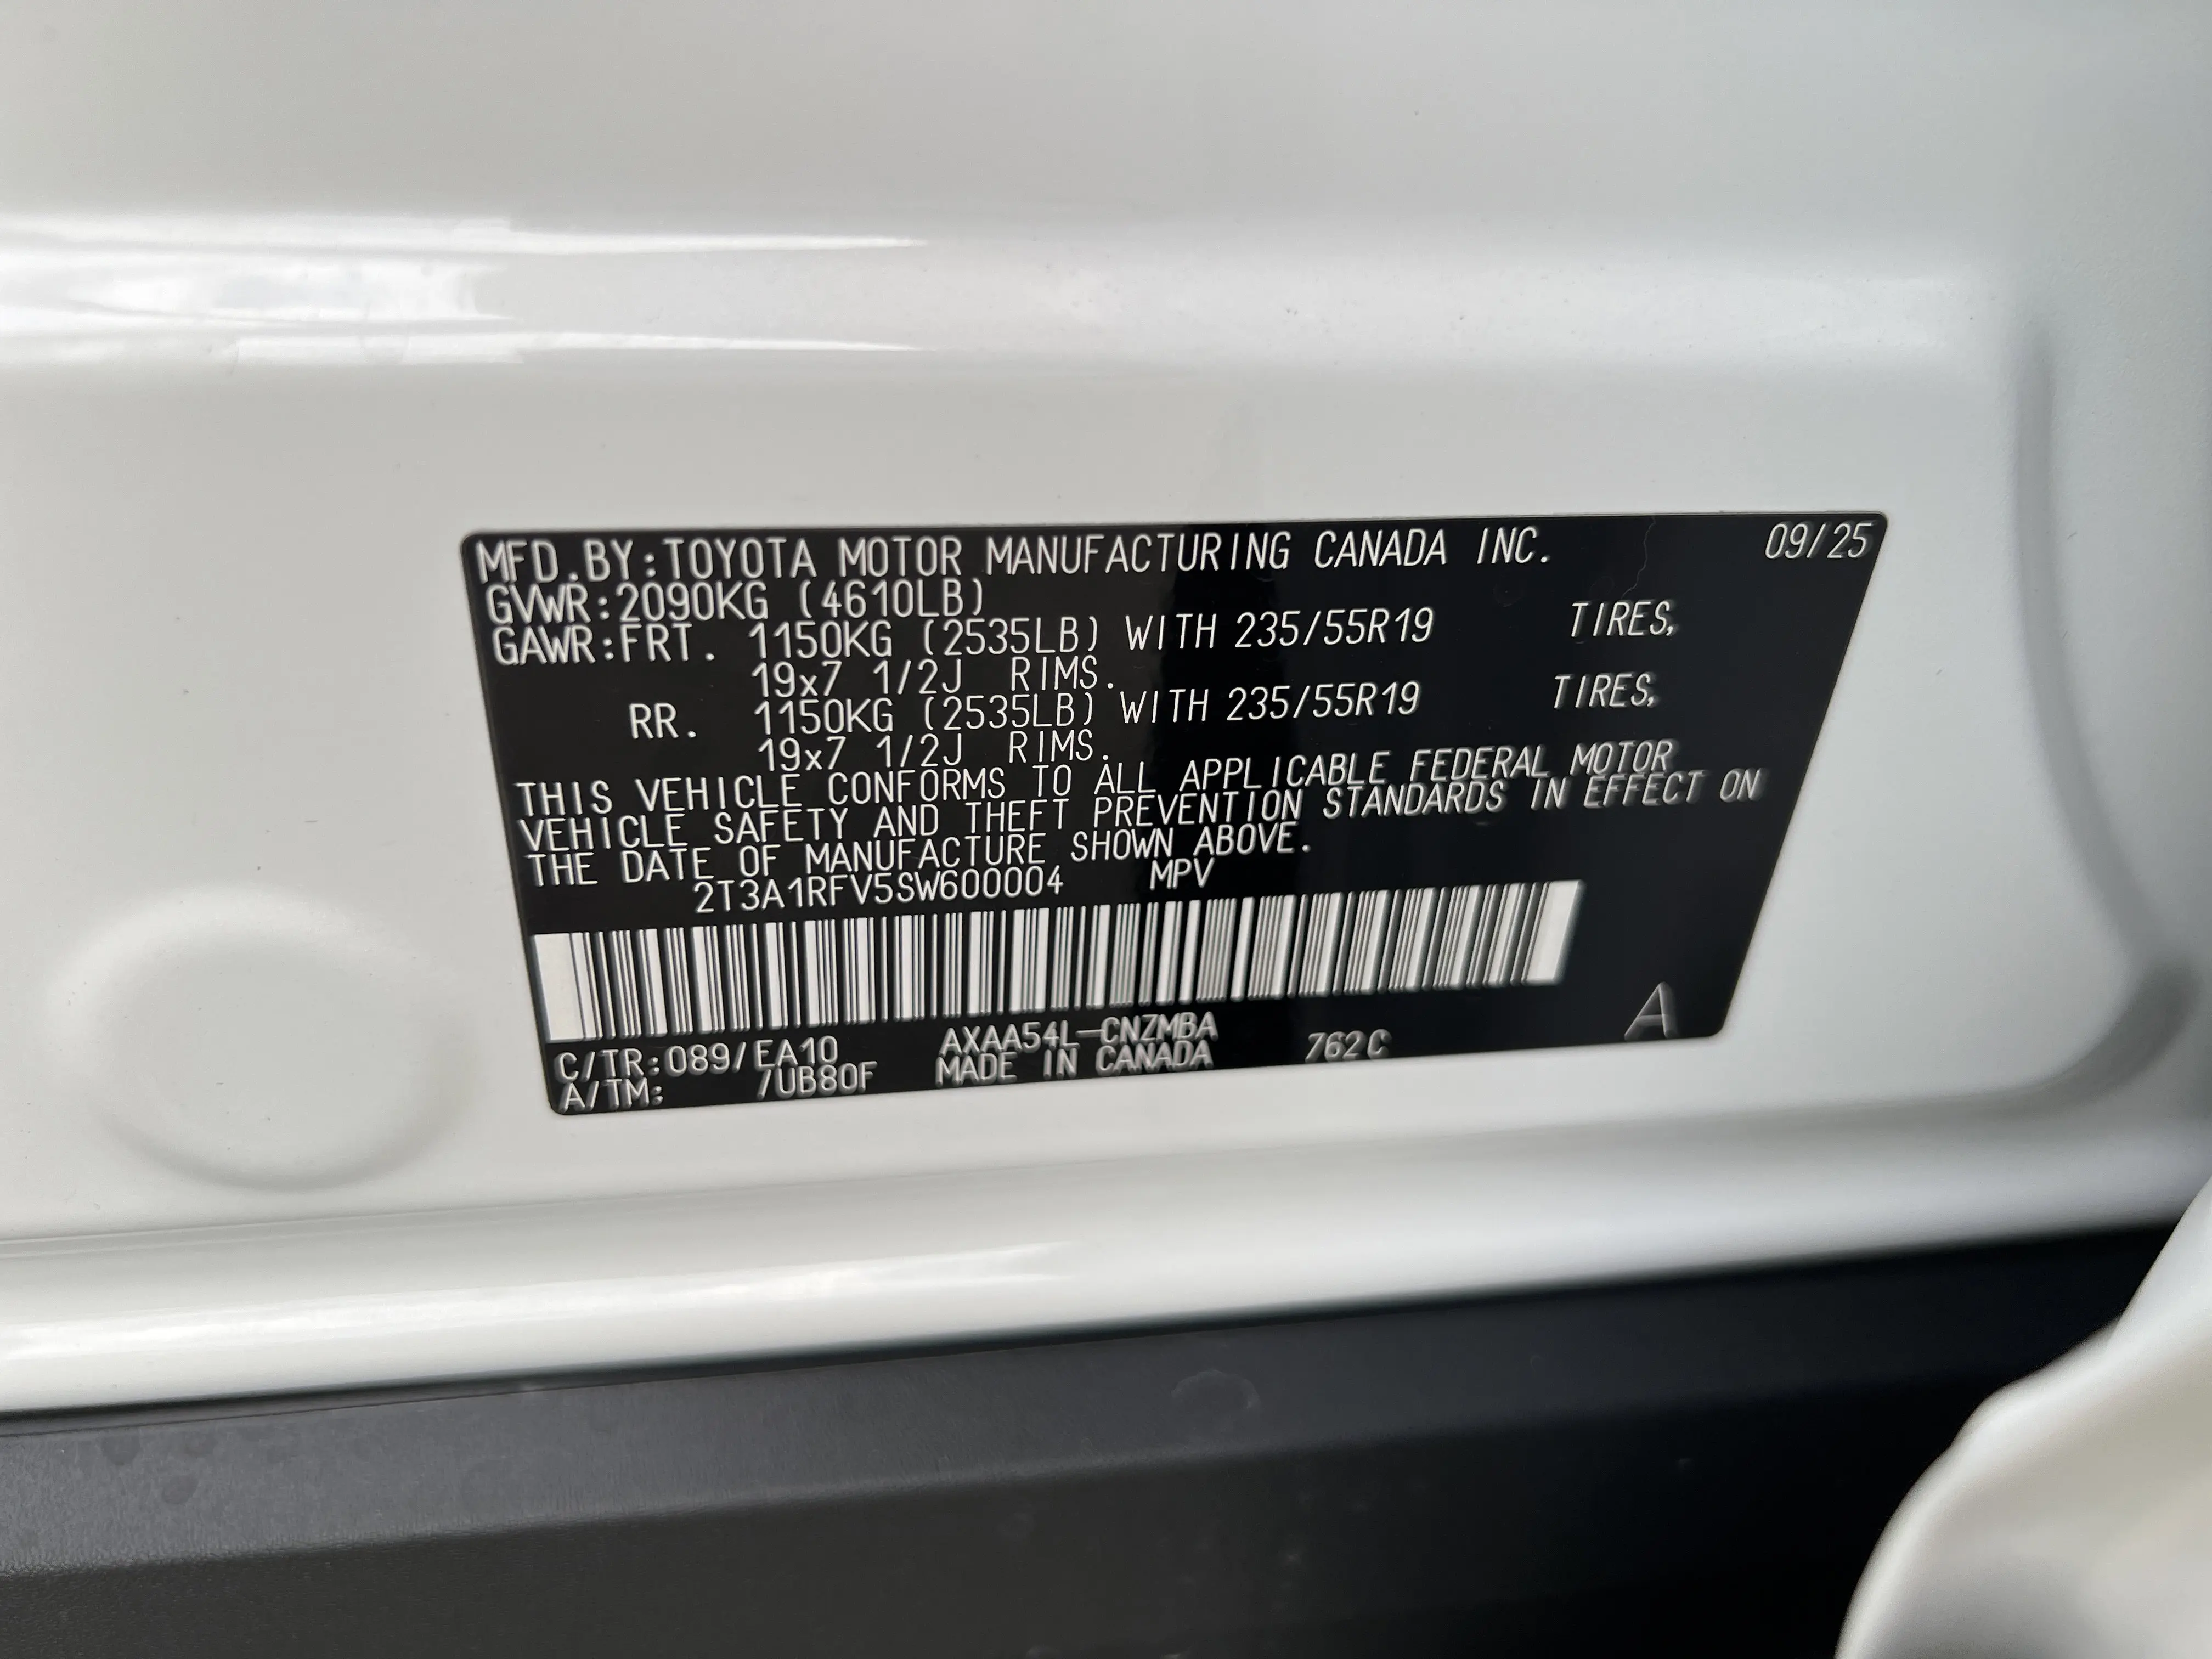 MFD.BY:TOYOTA MOTOR MANUFACTURING CANADA INC. 09/25
GVWR:2090KG (4610LB)
GAWR:FRT. 1150KG (2535LB) WITH 235/55R19 TIRES,
19x7 1/2J RIMS.
RR. 1150KG (2535LB) WITH 235/55R19 TIRES,
19x7 1/2J RIMS.
THIS VEHICLE CONFORMS TO ALL APPLICABLE FEDERAL MOTOR
VEHICLE SAFETY AND THEFT PREVENTION STANDARDS IN EFFECT ON
THE DATE OF MANUFACTURE SHOWN ABOVE.
2T3A1RFV5SW600004 MPV
C/TR:089/EA10 AXAA54L-CNZMBA 762C A
A/TM: /UB80F MADE IN CANADA